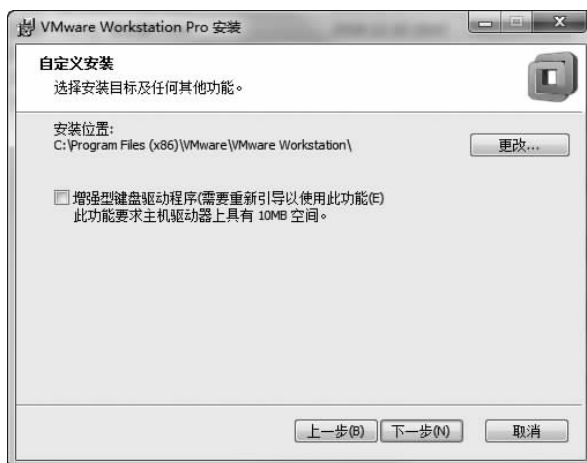 VMware Workstation Pro 安装
自定义安装
选择安装目标及任何其他功能。
安装位置:
C:\Program Files (x86)\VMware\VMware Workstation\
更改...
增强型键盘驱动程序(需要重新引导以使用此功能(E)
此功能要求主机驱动器上具有 10MB 空间。
上一步(B) 下一步(N) 取消